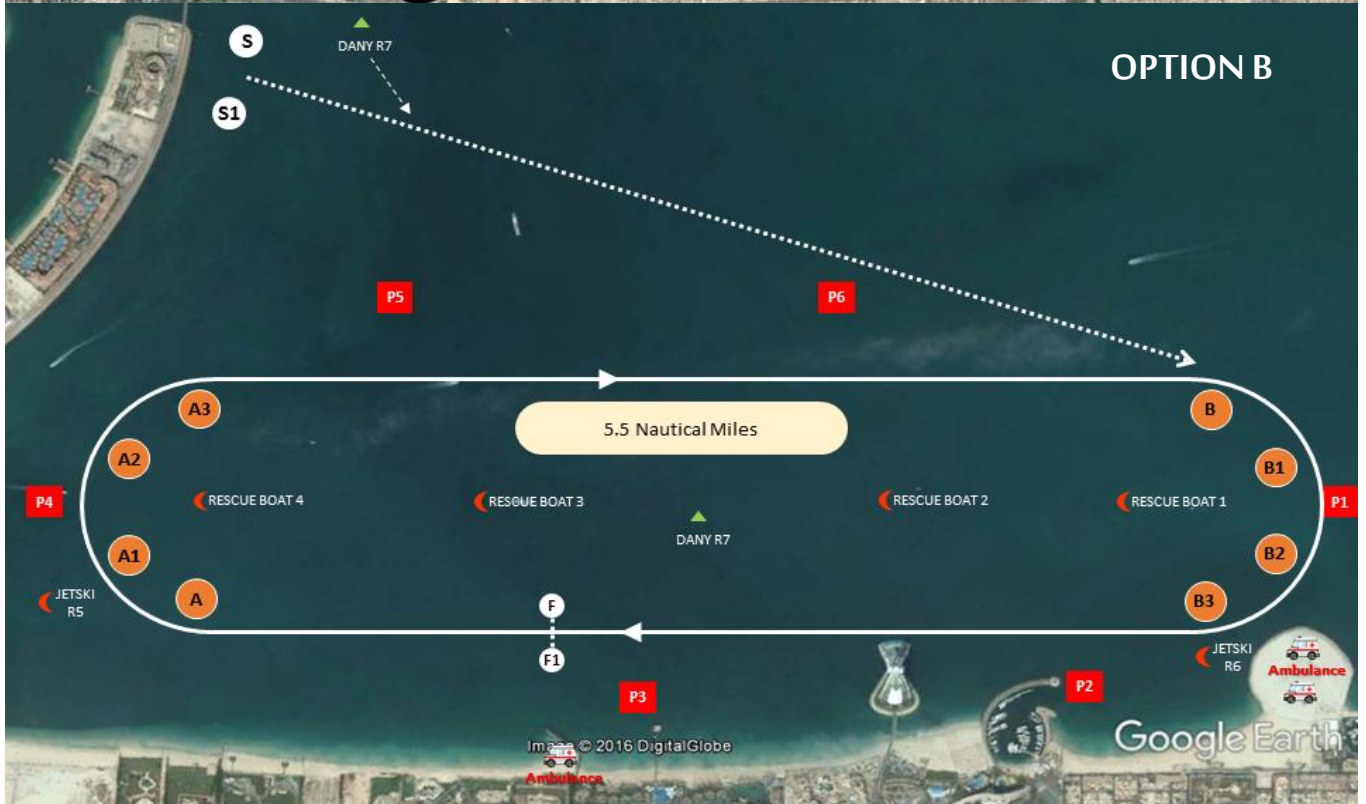 S
DANY R7
OPTION B
S1
P5
P6
A3
B
5.5 Nautical Miles
A2
B1
P4
RESCUE BOAT 4
RESCUE BOAT 3
RESCUE BOAT 2
RESCUE BOAT 1
P1
DANY R7
A1
B2
JETSKI
R5
A
F
B3
F1
JETSKI
R6
Ambulance
P3
P2
Image © 2016 DigitalGlobe
Google Earth
Ambulance